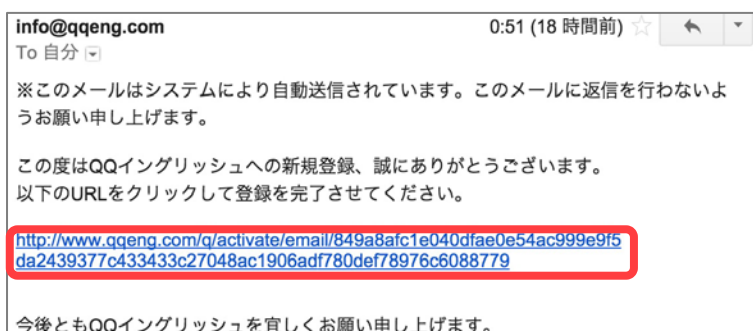 info@qqeng.com 0:51 (18 時間前)
To 自分
※このメールはシステムにより自動送信されています。このメールに返信を行わないよ
うお願い申し上げます。
この度はQQイングリッシュへの新規登録、誠にありがとうございます。
以下のURLをクリックして登録を完了させてください。
http://www.qqeng.com/q/activate/email/849a8afc1e040dfae0e54ac999e9f5
da2439377c433433c27048ac1906adf780def78976c6088779
今後ともQQイングリッシュを宜しくお願い申し上げます。